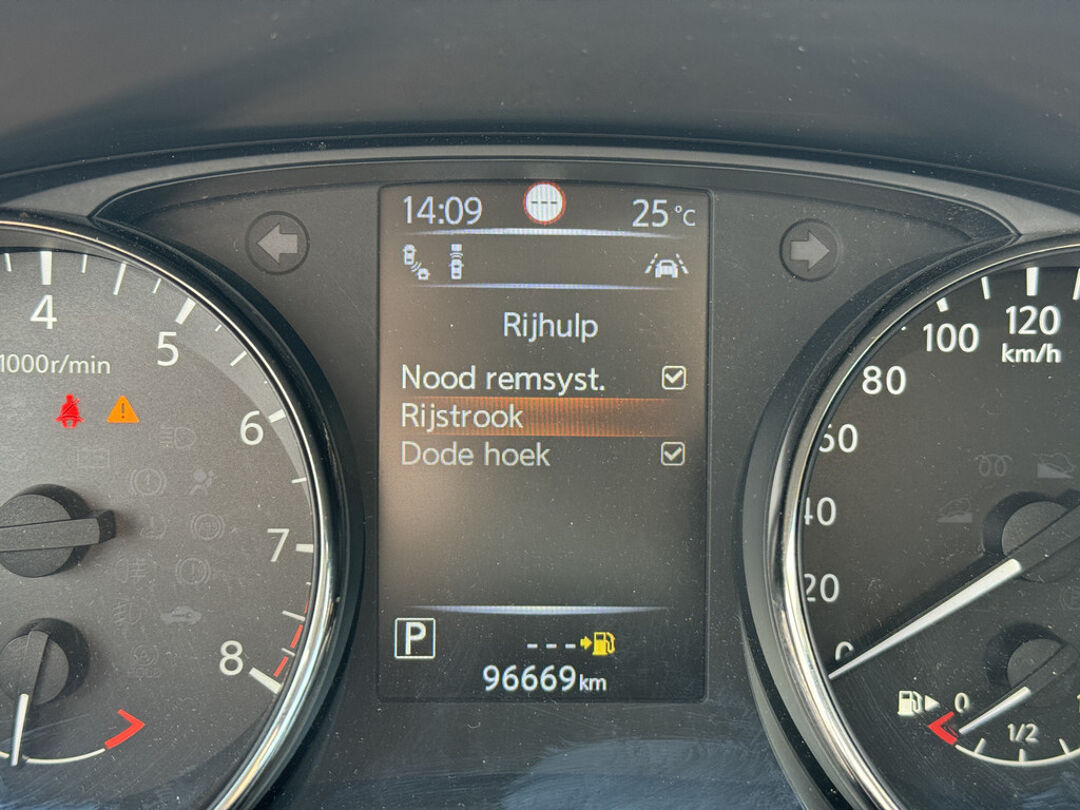 14:09 25°C
Rijhulp
Nood remsyst.
Rijstrook
Dode hoek
P ---
96669km
4
5
1000r/min
6
7
8
120
km/h
100
80
60
40
20
0
0
1/2